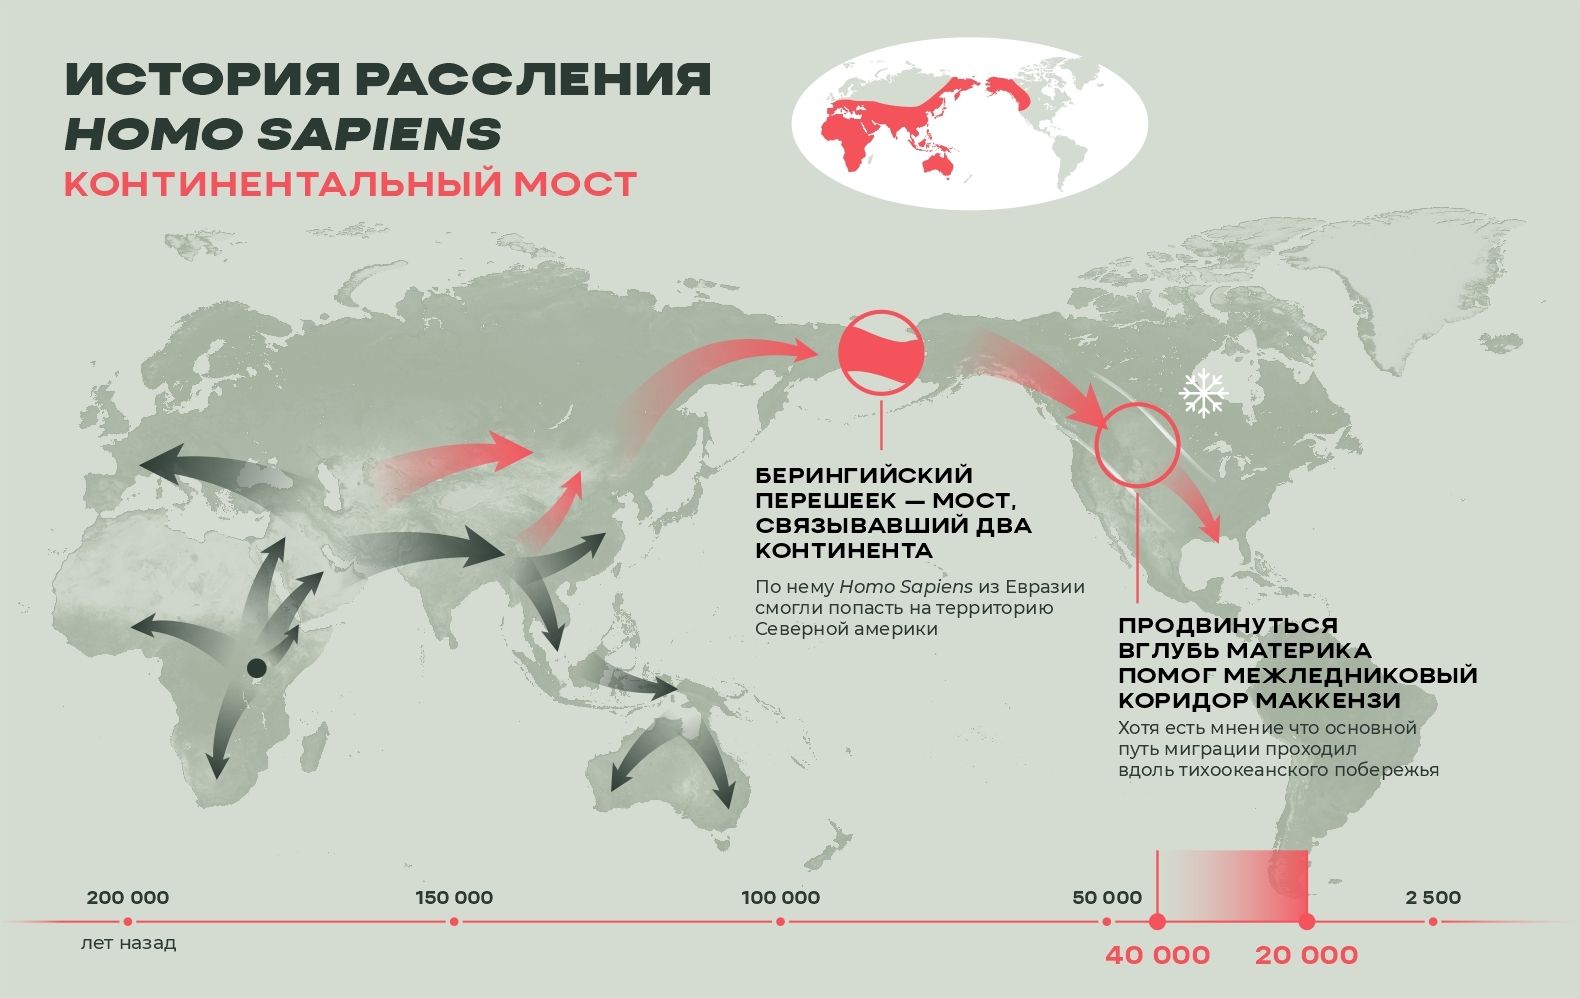 ИСТОРИЯ РАССЛЕНИЯ
HOMO SAPIENS
КОНТИНЕНТАЛЬНЫЙ МОСТ
БЕРИНГИЙСКИЙ
ПЕРЕШЕЕК — МОСТ,
СВЯЗЫВАВШИЙ ДВА
КОНТИНЕНТА
По нему Homo Sapiens из Евразии
смогли попасть на территорию
Северной америки
ПРОДВИНУТЬСЯ
ВГЛУБЬ МАТЕРИКА
ПОМОГ МЕЖЛЕДНИКОВЫЙ
КОРИДОР МАККЕНЗИ
Хотя есть мнение что основной
путь миграции проходил
вдоль тихоокеанского побережья
200 000 150 000 100 000 50 000 2 500
лет назад
40 000 20 000